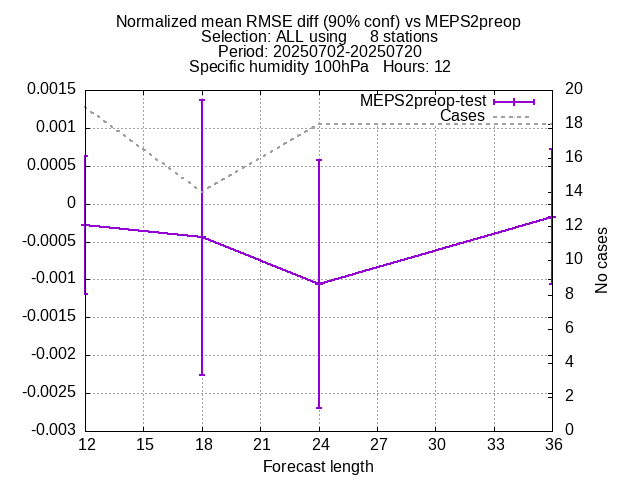 Normalized mean RMSE diff (90% conf) vs MEPS2preop
Selection: ALL using     8 stations
Period: 20250702-20250720
Specific humidity 100hPa   Hours: 12
MEPS2preop-test
Cases
0.0015
0.001
0.0005
0
-0.0005
-0.001
-0.0015
-0.002
-0.0025
-0.003
20
18
16
14
12
10
8
6
4
2
0
No cases
12 15 18 21 24 27 30 33 36
Forecast length